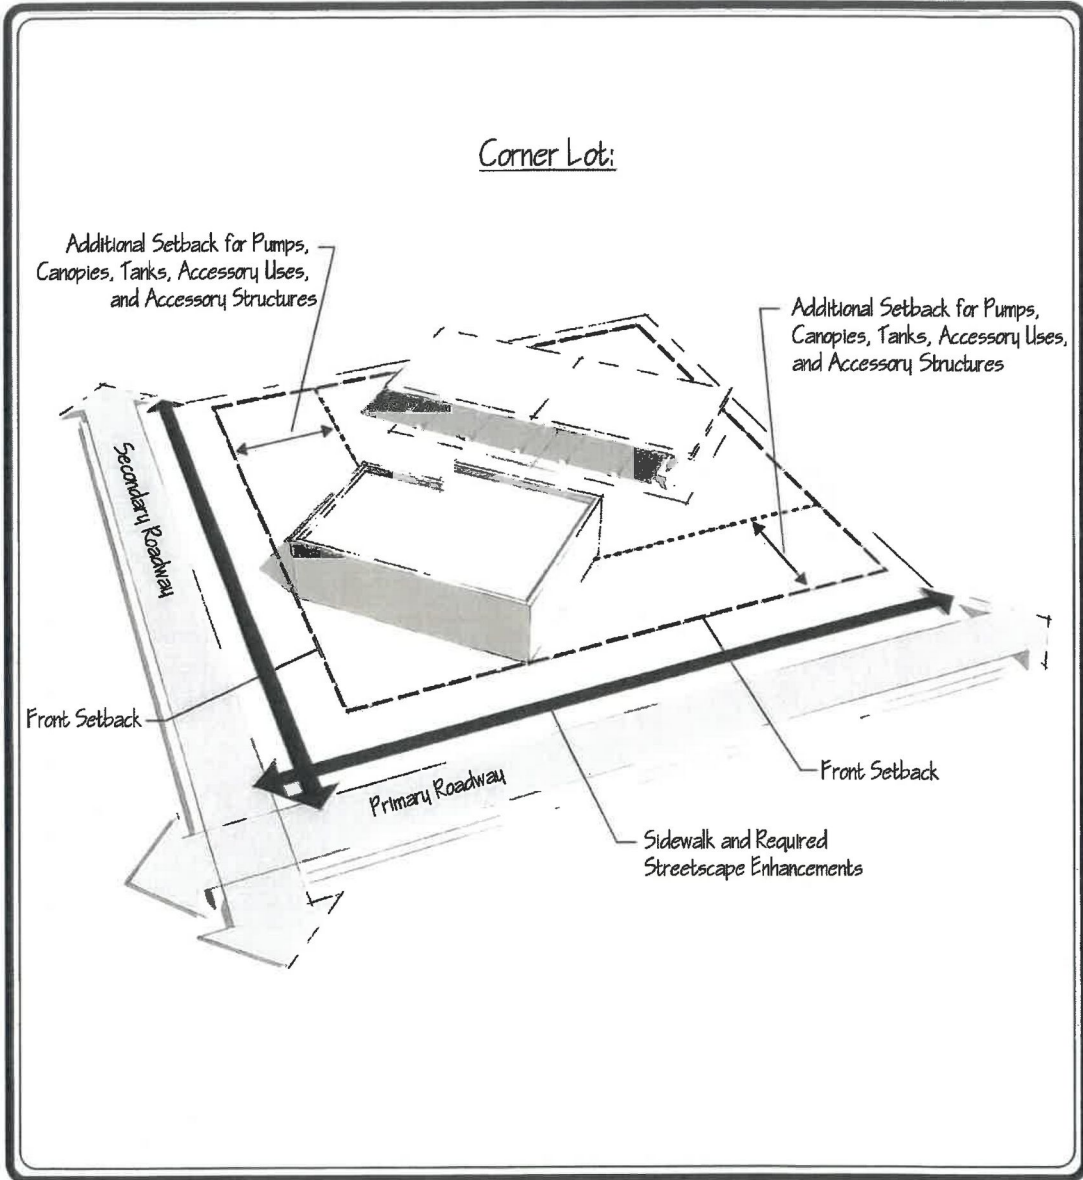 Corner Lot:
Additional Setback for Pumps,
Canopies, Tanks, Accessory Uses,
and Accessory Structures
Additional Setback for Pumps,
Canopies, Tanks, Accessory Uses,
and Accessory Structures
Secondary Roadway
Front Setback
Primary Roadway
Front Setback
Sidewalk and Required
Streetscape Enhancements